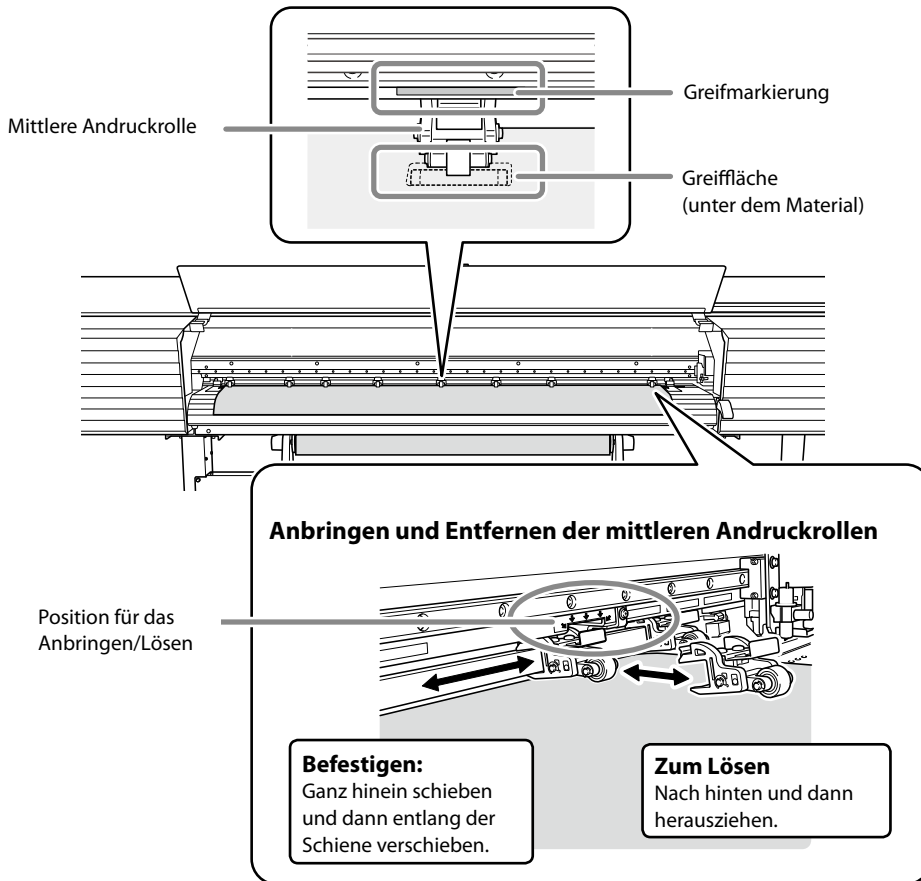 Greifmarkierung
Mittlere Andruckrolle
Greiffläche
(unter dem Material)
Anbringen und Entfernen der mittleren Andruckrollen
Position für das
Anbringen/Lösen
Befestigen:
Ganz hinein schieben
und dann entlang der
Schiene verschieben.
Zum Lösen
Nach hinten und dann
herausziehen.